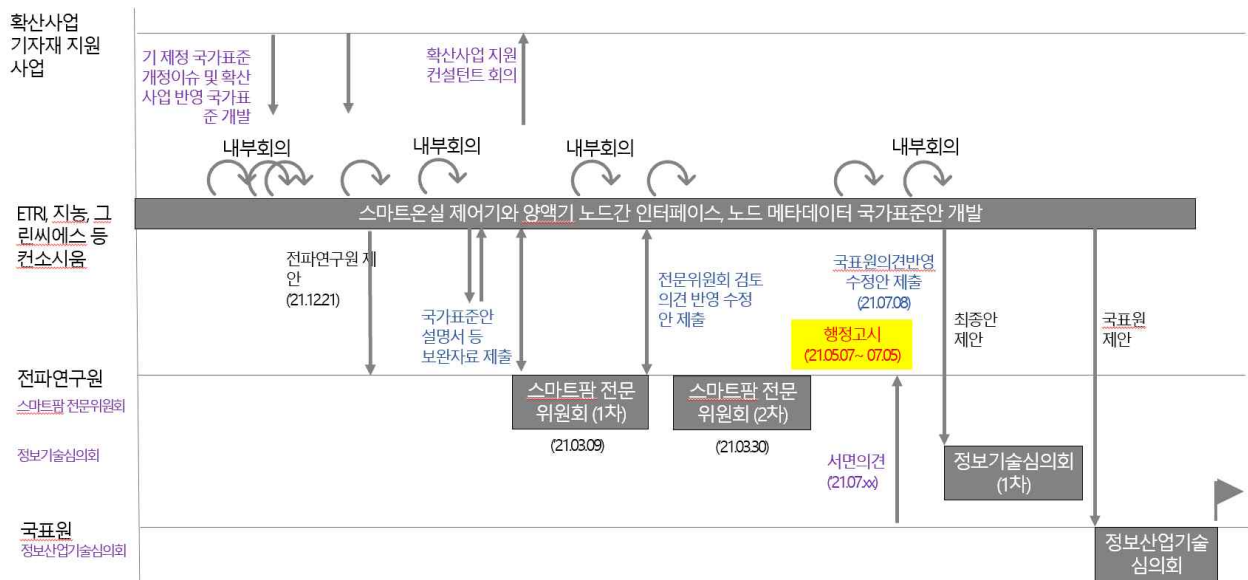 확산사업
기자재 지원
사업
기 제정 국가표준
개정이슈 및 확산
사업 반영 국가표
준 개발
확산사업 지원
컨설턴트 회의
내부회의
내부회의
내부회의
내부회의
ETRI, 지농, 그
린씨에스 등
컨소시움
스마트온실 제어기와 양액기 노드간 인터페이스, 노드 메타데이터 국가표준안 개발
전파연구원 제
안
('21.12.21)
국가표준안
설명서 등
보완자료 제출
전문위원회 검토
의견 반영 수정
안 제출
국표원의견반영
수정안 제출
('21.07.08)
행정고시
('21.05.07~ 07.05)
최종안
제안
국표원
제안
전파연구원
스마트팜 전문위원회
정보기술심의회
스마트팜 전문
위원회 (1차)
('21.03.09)
스마트팜 전문
위원회 (2차)
('21.03.30)
서면의견
('21.07.xx)
정보기술심의회
(1차)
국표원
정보산업기술심의회
정보산업기술
심의회